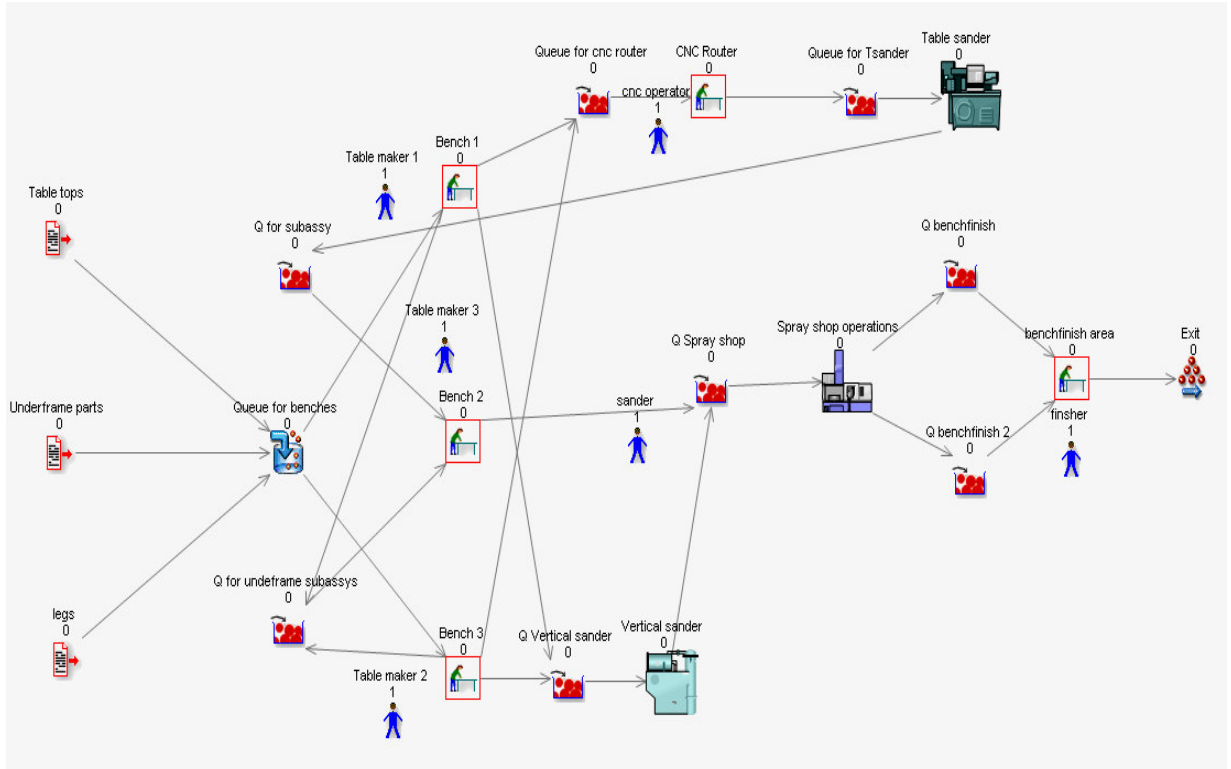 Queue for cnc router
0
CNC Router
0
Queue for Tsander
0
Table sander
0
cnc operator
1
Bench 1
0
Table maker 1
1
Table tops
0
Q for subassy
0
Q benchfinish
0
Table maker 3
1
Q Spray shop
0
Spray shop operations
0
benchfinish area
0
Exit
0
Underframe parts
0
Queue for benches
0
Bench 2
0
sander
1
finsher
1
Q benchfinish 2
0
Q for undeframe subassys
0
legs
0
Bench 3
0
Q Vertical sander
0
Vertical sander
0
Table maker 2
1